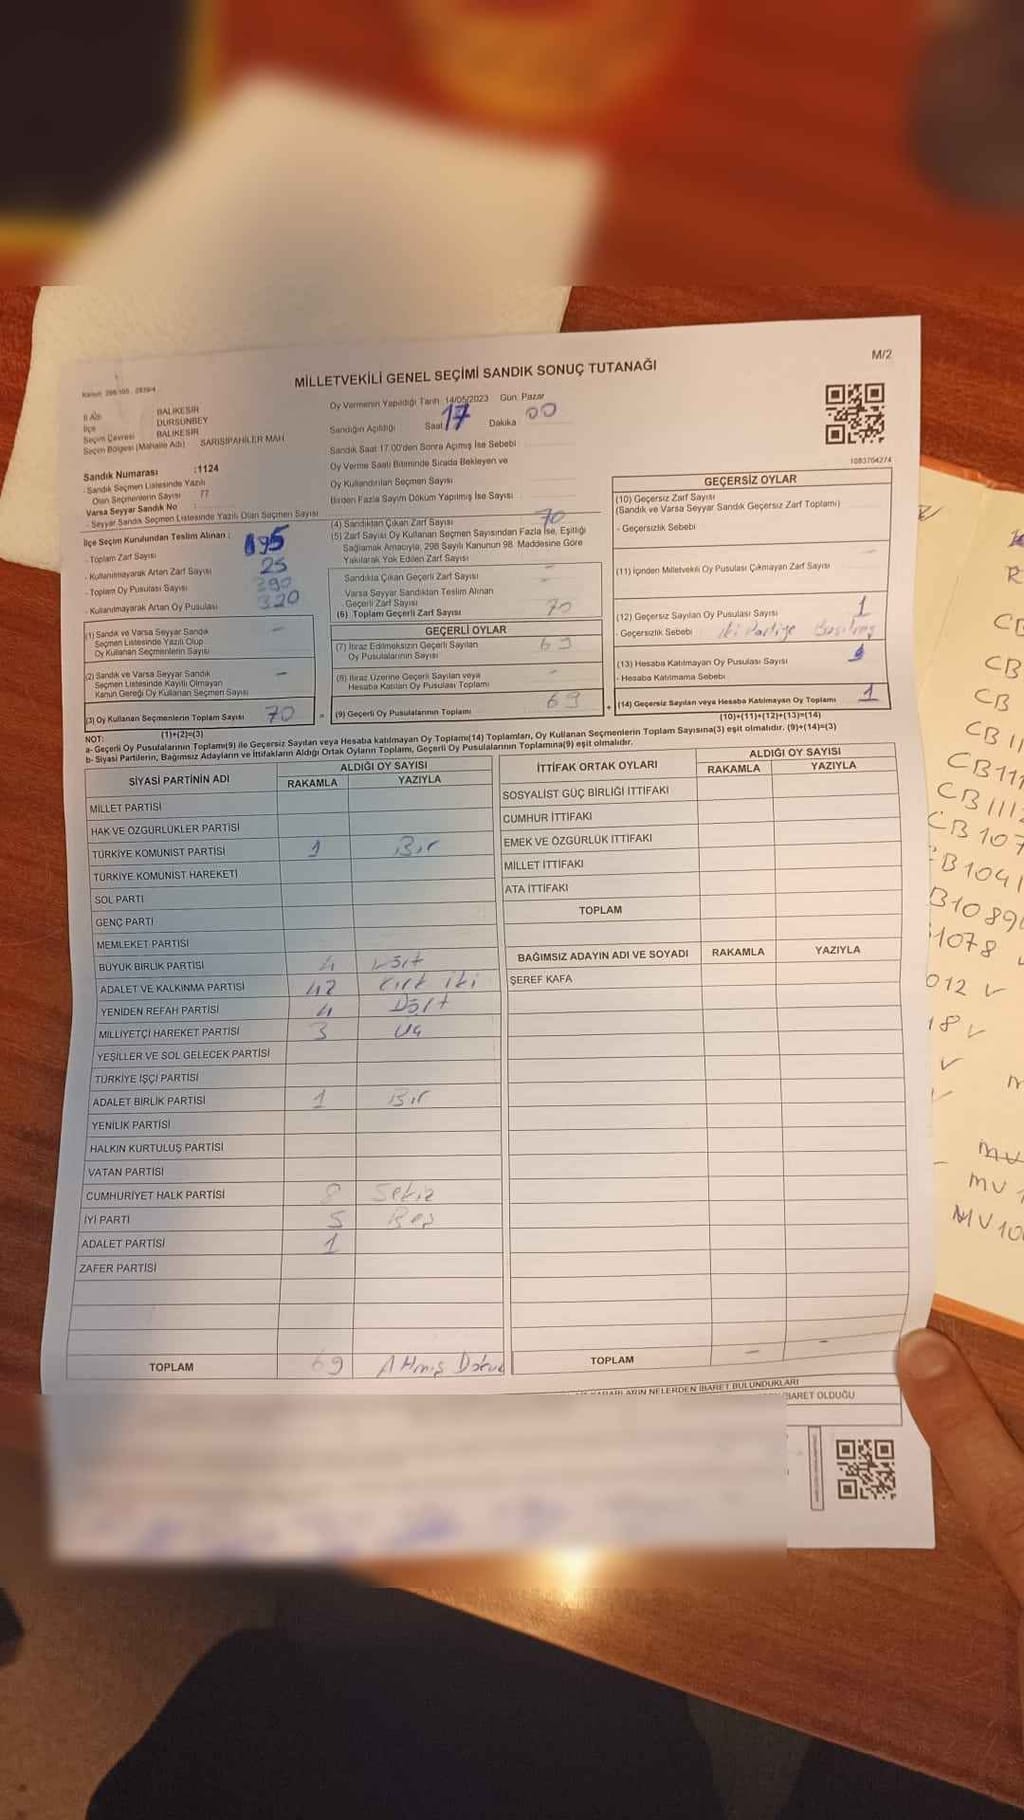 M/2
MİLLETVEKİLİ GENEL SEÇİMİ SANDIK SONUÇ TUTANAĞI
İli Adı BALIKESİR
İlçe DURSUNBEY
Seçim Çevresi BALIKESİR
Seçim Bölgesi (Mahalle Adı) SARISİPAHİLER MAH
Sandık Numarası :1124
- Sandık Seçmen Listesinde Yazılı
Olan Seçmenlerin Sayısı 77
Varsa Seyyar Sandık No
- Seyyar Sandık Seçmen Listesinde Yazılı Olan Seçmen Sayısı
Oy Vermenin Yapıldığı Tarih 14/05/2023 Gün: Pazar
Sandığın Açıldığı Saat 17 Dakika 00
Sandık Saat 17.00'den Sonra Açılmış İse Sebebi
Oy Verme Saati Bitiminde Sırada Bekleyen ve
Oy Kullandırılan Seçmen Sayısı
Birden Fazla Sayım Döküm Yapılmış İse Sayısı
1083704274
İlçe Seçim Kurulundan Teslim Alınan :
- Toplam Zarf Sayısı 195
- Kullanılmayarak Artan Zarf Sayısı 25
- Toplam Oy Pusulası Sayısı
- Kullanılmayarak Artan Oy Pusulası 320
(1) Sandık ve Varsa Seyyar Sandık
Seçmen Listesinde Yazılı Olup
Oy Kullanan Seçmenlerin Sayısı -
(2) Sandık ve Varsa Seyyar Sandık
Seçmen Listesinde Kayıtlı Olmayan
Kanun Gereği Oy Kullanan Seçmen Sayısı -
(3) Oy Kullanan Seçmenlerin Toplam Sayısı 70
(1)+(2)=(3)
(4) Sandıktan Çıkan Zarf Sayısı 70
(5) Zarf Sayısı Oy Kullanan Seçmen Sayısından Fazla İse, Eşitliği
Sağlamak Amacıyla, 298 Sayılı Kanunun 98. Maddesine Göre
Yakılarak Yok Edilen Zarf Sayısı -
Sandıkta Çıkan Geçerli Zarf Sayısı -
Varsa Seyyar Sandıktan Teslim Alınan
Geçerli Zarf Sayısı
(6) Toplam Geçerli Zarf Sayısı 70
GEÇERLİ OYLAR
(7) İtiraz Edilmeksizin Geçerli Sayılan
Oy Pusulalarının Sayısı 69
(8) İtiraz Üzerine Geçerli Sayılan veya
Hesaba Katılan Oy Pusulası Toplamı -
(9) Geçerli Oy Pusulalarının Toplamı 69
GEÇERSİZ OYLAR
(10) Geçersiz Zarf Sayısı
(Sandık ve Varsa Seyyar Sandık Geçersiz Zarf Toplamı)
- Geçersizlik Sebebi
(11) İçinden Milletvekili Oy Pusulası Çıkmayan Zarf Sayısı
(12) Geçersiz Sayılan Oy Pusulası Sayısı 1
- Geçersizlik Sebebi iki Partiye Basılmış
(13) Hesaba Katılmayan Oy Pusulası Sayısı
- Hesaba Katılmama Sebebi
(14) Geçersiz Sayılan veya Hesaba Katılmayan Oy Toplamı 1
(10)+(11)+(12)+(13)=(14)
NOT:
a- Geçerli Oy Pusulalarının Toplamı(9) ile Geçersiz Sayılan veya Hesaba katılmayan Oy Toplamı(14) Toplamları, Oy Kullanan Seçmenlerin Toplam Sayısına(3) eşit olmalıdır. (9)+(14)=(3)
b- Siyasi Partilerin, Bağımsız Adayların ve İttifakların Aldığı Ortak Oyların Toplamı, Geçerli Oy Pusulalarının Toplamına(9) eşit olmalıdır.
SİYASİ PARTİNİN ADI ALDIĞI OY SAYISI
RAKAMLA YAZIYLA
MİLLET PARTİSİ
HAK VE ÖZGÜRLÜKLER PARTİSİ
TÜRKİYE KOMÜNİST PARTİSİ 1 Bir
TÜRKİYE KOMÜNİST HAREKETİ
SOL PARTİ
GENÇ PARTİ
MEMLEKET PARTİSİ
BÜYÜK BİRLİK PARTİSİ 4
ADALET VE KALKINMA PARTİSİ 42 Kırk iki
YENİDEN REFAH PARTİSİ 4 Dört
MİLLİYETÇİ HAREKET PARTİSİ 3 Üç
YEŞİLLER VE SOL GELECEK PARTİSİ
TÜRKİYE İŞÇİ PARTİSİ
ADALET BİRLİK PARTİSİ 1 Bir
YENİLİK PARTİSİ
HALKIN KURTULUŞ PARTİSİ
VATAN PARTİSİ
CUMHURİYET HALK PARTİSİ 8 Sekiz
İYİ PARTİ 5 Beş
ADALET PARTİSİ 1
ZAFER PARTİSİ
TOPLAM 69 Altmış Dokuz
İTTİFAK ORTAK OYLARI ALDIĞI OY SAYISI
RAKAMLA YAZIYLA
SOSYALİST GÜÇ BİRLİĞİ İTTİFAKI
CUMHUR İTTİFAKI
EMEK VE ÖZGÜRLÜK İTTİFAKI
MİLLET İTTİFAKI
ATA İTTİFAKI
TOPLAM
BAĞIMSIZ ADAYIN ADI VE SOYADI RAKAMLA YAZIYLA
ŞEREF KAFA
TOPLAM - -
NELERDEN İBARET BULUNDUKLARI
İBARET OLDUĞU
CB
CB
CB
CB 11
CB111
CB111
CB 107
B1041
B1089
1078
012 ✓
18 ✓
✓
MV
MV 10